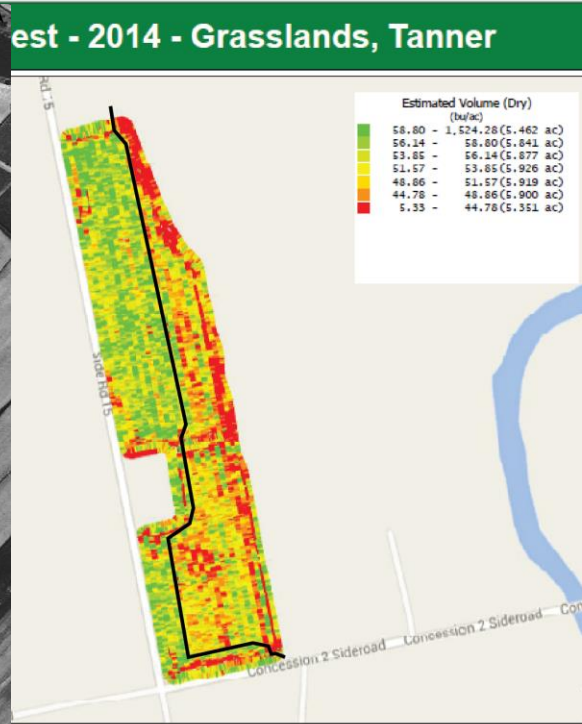 est - 2014 - Grasslands, Tanner
Rd 15
Estimated Volume (Dry)
(bu/ac)
58.80 - 1,524.28(5.462 ac)
56.14 - 58.80(5.841 ac)
53.85 - 56.14(5.877 ac)
51.57 - 53.85(5.926 ac)
48.86 - 51.57(5.919 ac)
44.78 - 48.86(5.900 ac)
5.33 - 44.78(5.351 ac)
Side Rd 15
Concession 2 Sideroad
Concession 2 Sideroad
Con